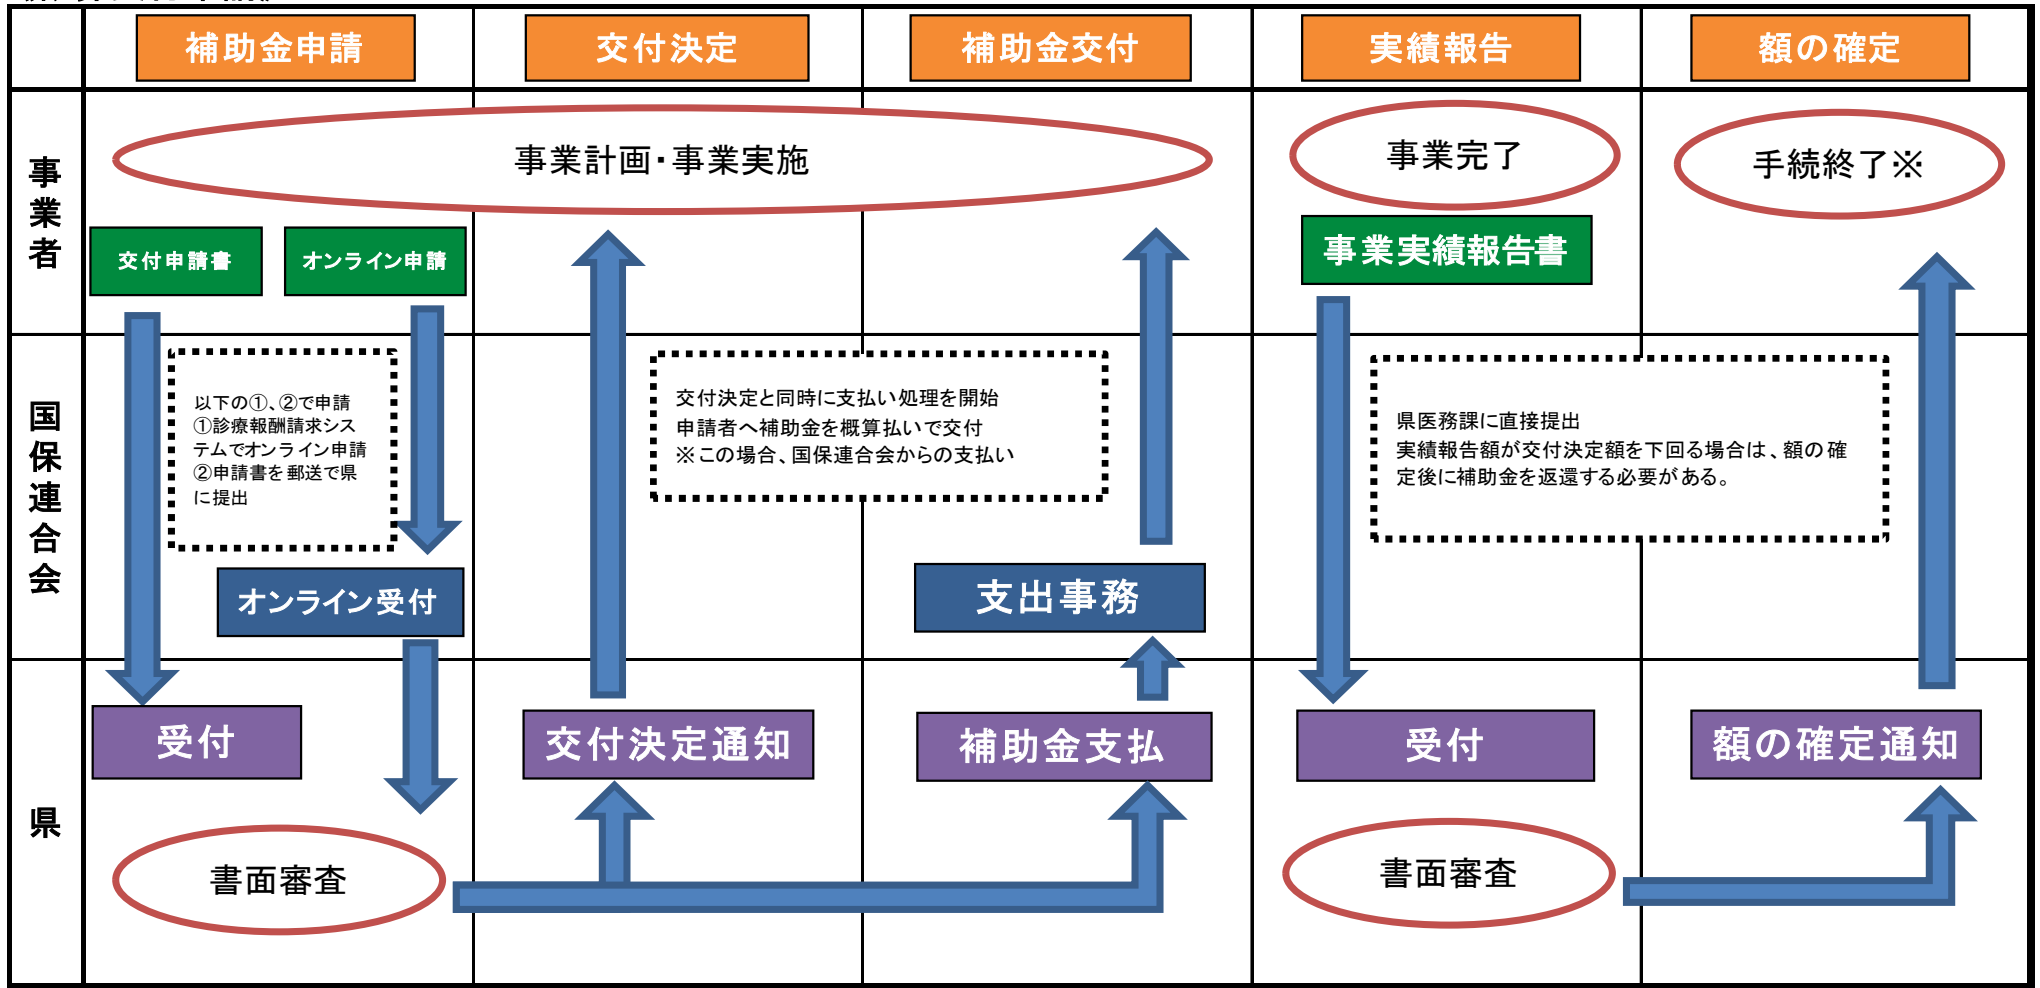 補助金申請
交付決定
補助金交付
実績報告
額の確定
事業者
事業計画・事業実施
事業完了
手続終了※
交付申請書
オンライン申請
事業実績報告書
国保連合会
以下の①、②で申請
①診療報酬請求シス
テムでオンライン申請
②申請書を郵送で県
に提出
交付決定と同時に支払い処理を開始
申請者へ補助金を概算払いで交付
※この場合、国保連合会からの支払い
県医務課に直接提出
実績報告額が交付決定額を下回る場合は、額の確
定後に補助金を返還する必要がある。
オンライン受付
支出事務
県
受付
交付決定通知
補助金支払
受付
額の確定通知
書面審査
書面審査